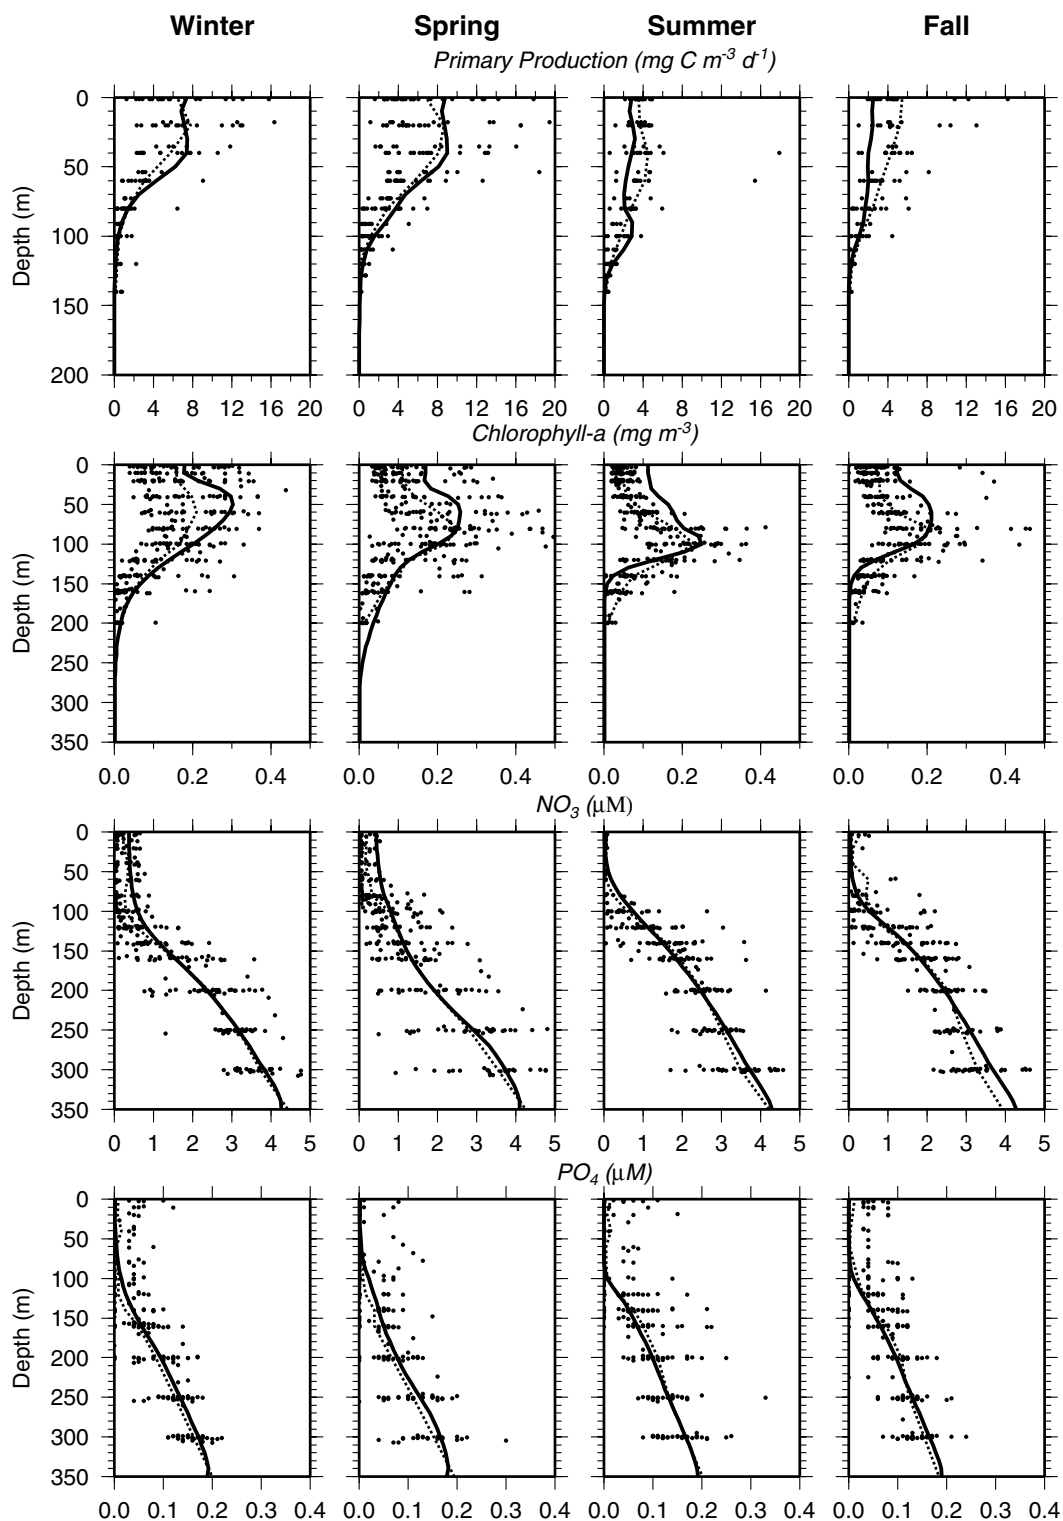 Winter Spring Summer Fall
Primary Production (mg C m-3 d-1)
0
50
100
150
200
Depth (m)
0 4 8 12 16 20 0 4 8 12 16 20 0 4 8 12 16 20 0 4 8 12 16 20
Chlorophyll-a (mg m-3)
0
50
100
150
200
250
300
350
Depth (m)
0.0 0.2 0.4 0.0 0.2 0.4 0.0 0.2 0.4 0.0 0.2 0.4
NO3 (μM)
0
50
100
150
200
250
300
350
Depth (m)
0 1 2 3 4 5 0 1 2 3 4 5 0 1 2 3 4 5 0 1 2 3 4 5
PO4 (μM)
0
50
100
150
200
250
300
350
Depth (m)
0.0 0.1 0.2 0.3 0.4 0.0 0.1 0.2 0.3 0.4 0.0 0.1 0.2 0.3 0.4 0.0 0.1 0.2 0.3 0.4